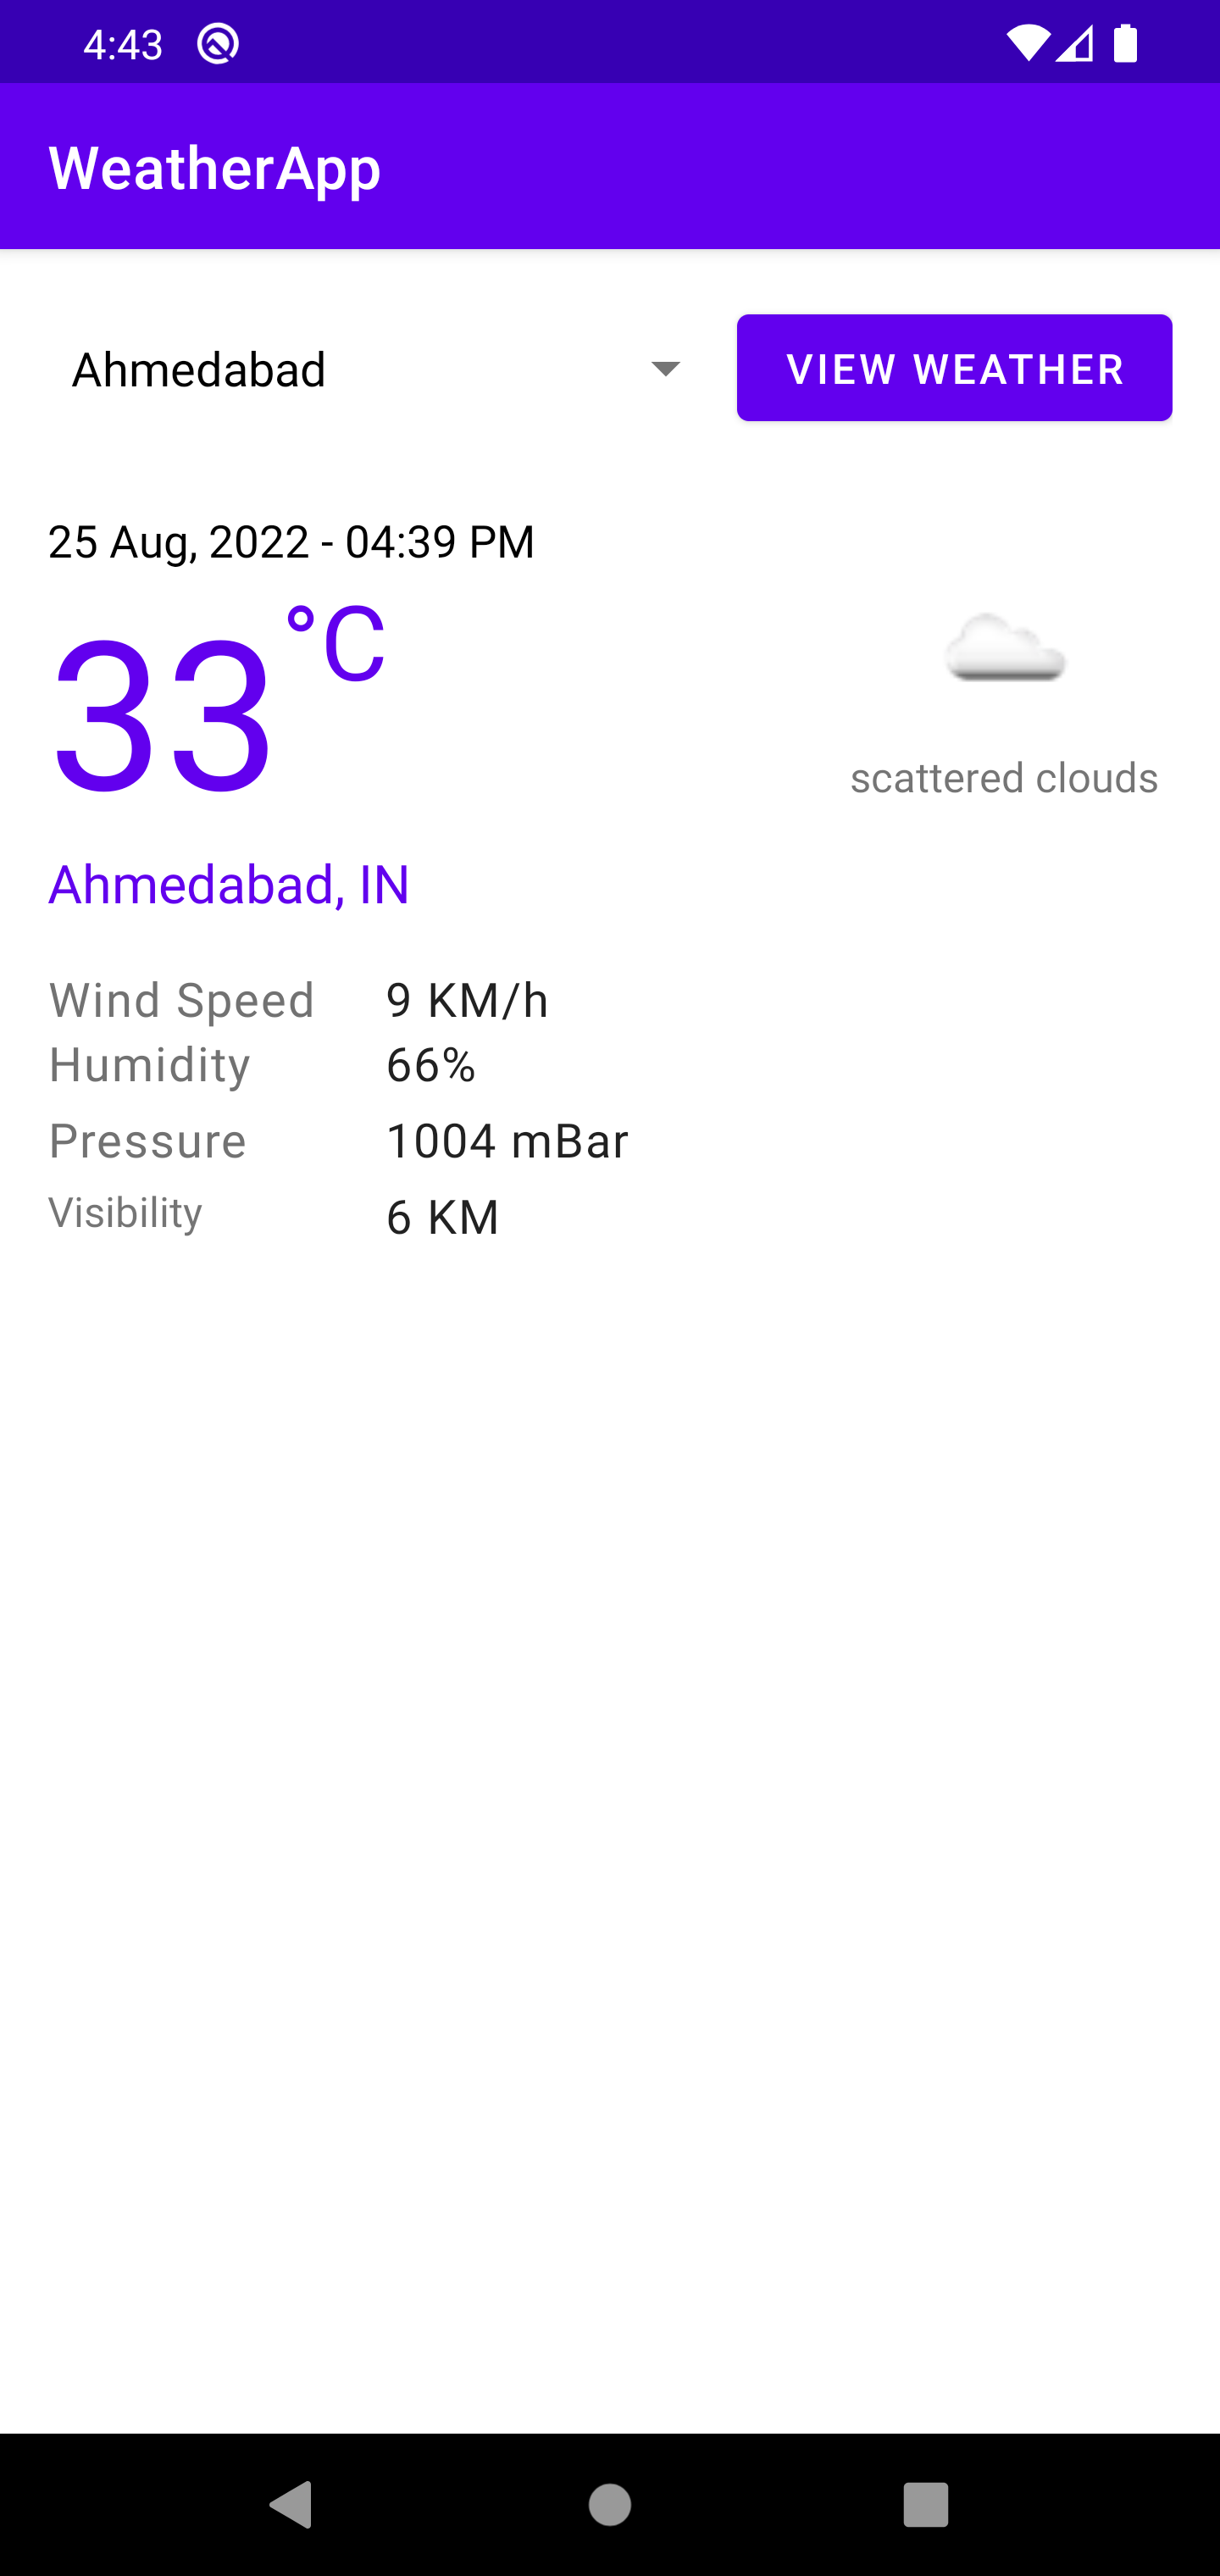 4:43
WeatherApp
Ahmedabad
VIEW WEATHER
25 Aug, 2022 - 04:39 PM
33 °C
scattered clouds
Ahmedabad, IN
Wind Speed 9 KM/h
Humidity 66%
Pressure 1004 mBar
Visibility 6 KM